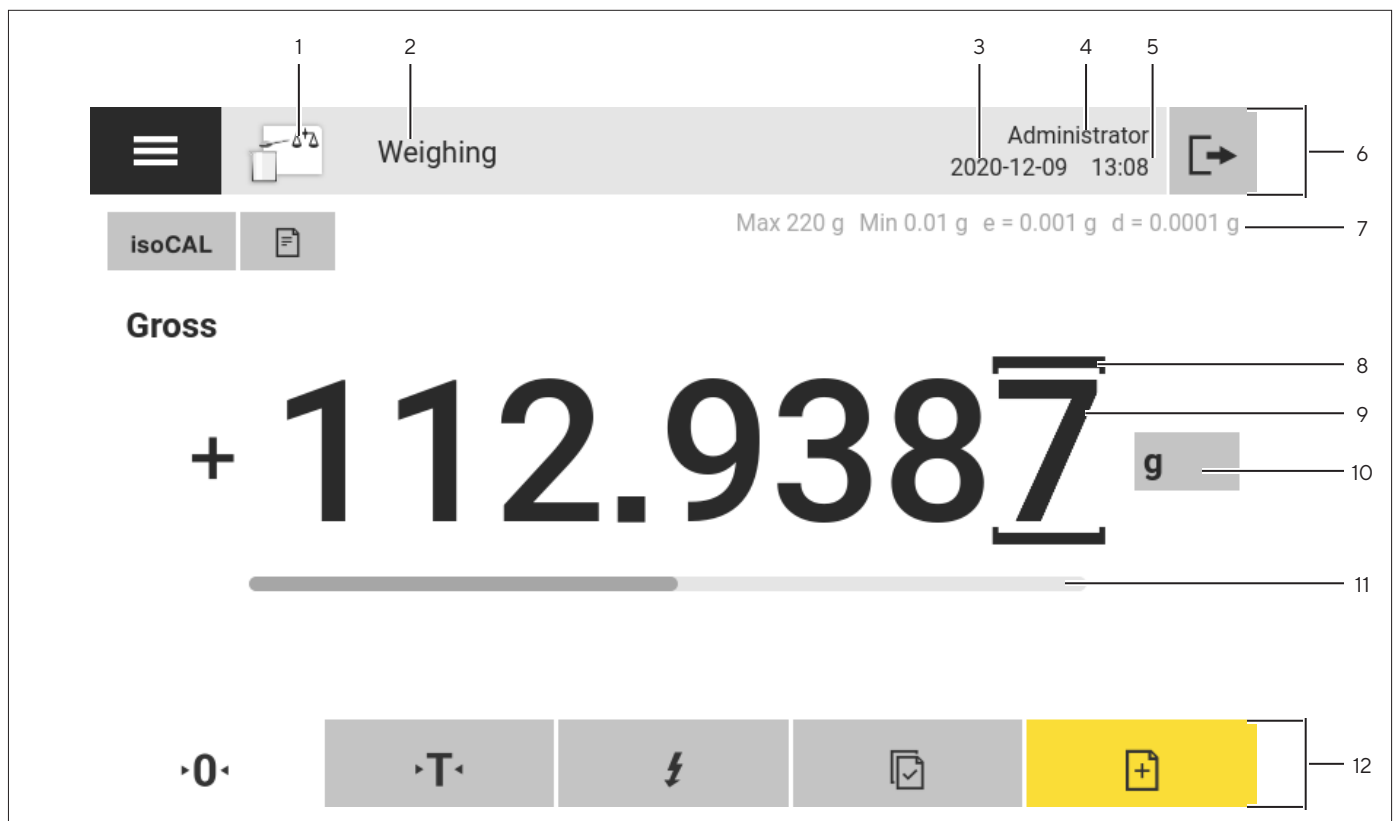 1 2 3 4 5
Weighing
Administrator
2020-12-09 13:08
6
isoCAL
Max 220 g Min 0.01 g e = 0.001 g d = 0.0001 g
7
Gross
8
+ 112.9387 g
9
10
11
0 T
12